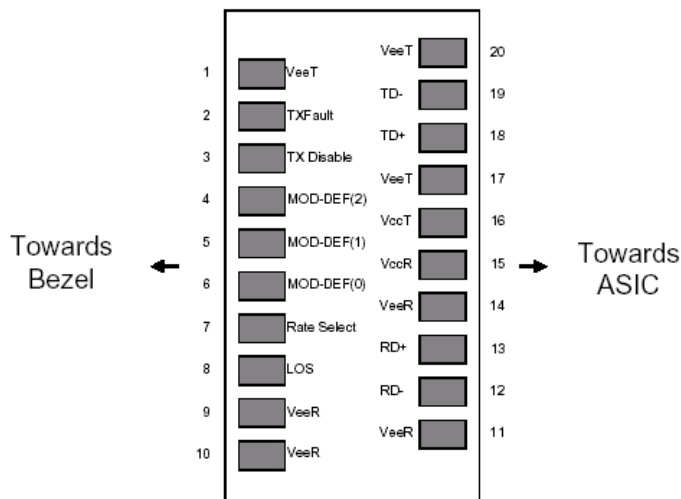 1 VeeT
2 TXFault
3 TX Disable
4 MOD-DEF(2)
5 MOD-DEF(1)
6 MOD-DEF(0)
7 Rate Select
8 LOS
9 VeeR
10 VeeR
VeeT 20
TD- 19
TD+ 18
VeeT 17
VccT 16
VccR 15
VeeR 14
RD+ 13
RD- 12
VeeR 11
Towards
Bezel
Towards
ASIC